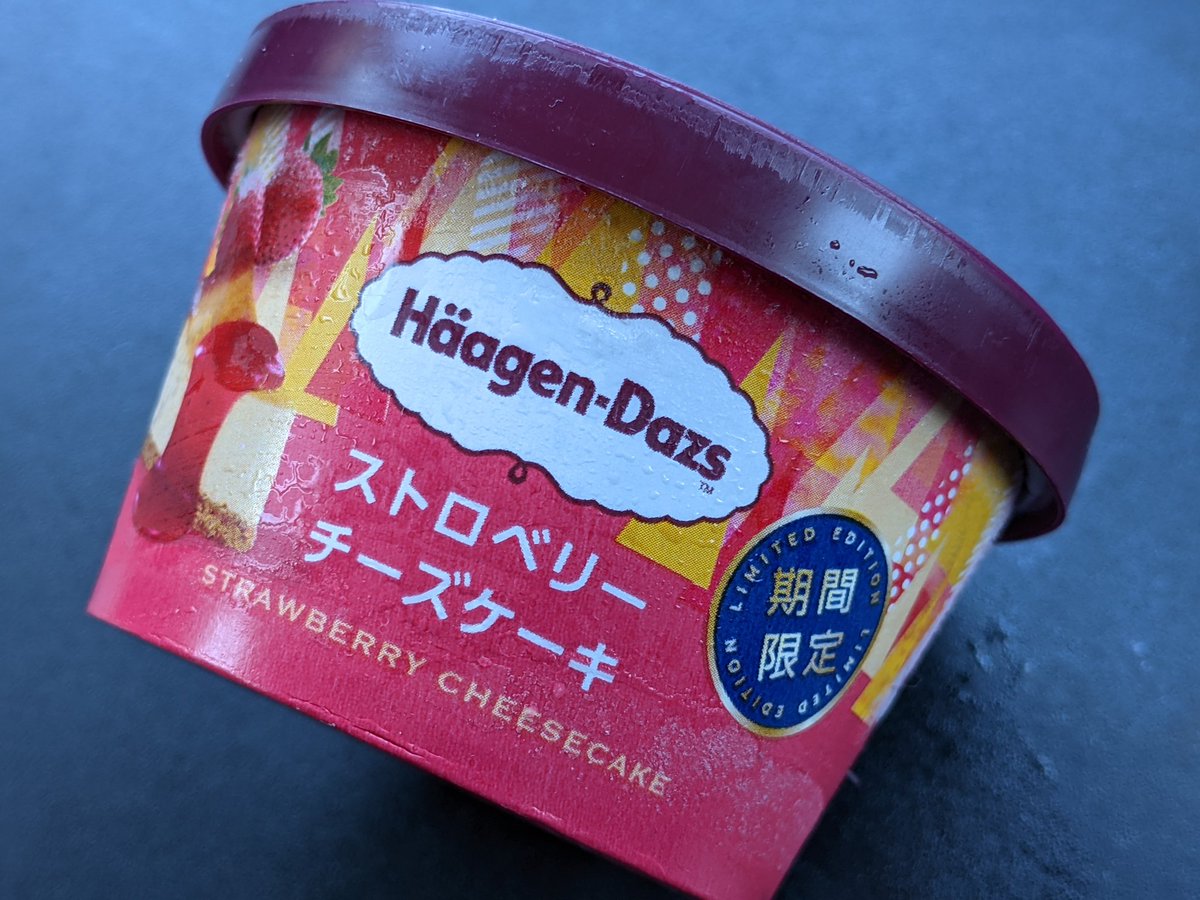 Häagen-Dazs
TM
ストロベリー
チーズケーキ
STRAWBERRY CHEESECAKE
LIMITED EDITION
期間
限定
LIMITED EDITION